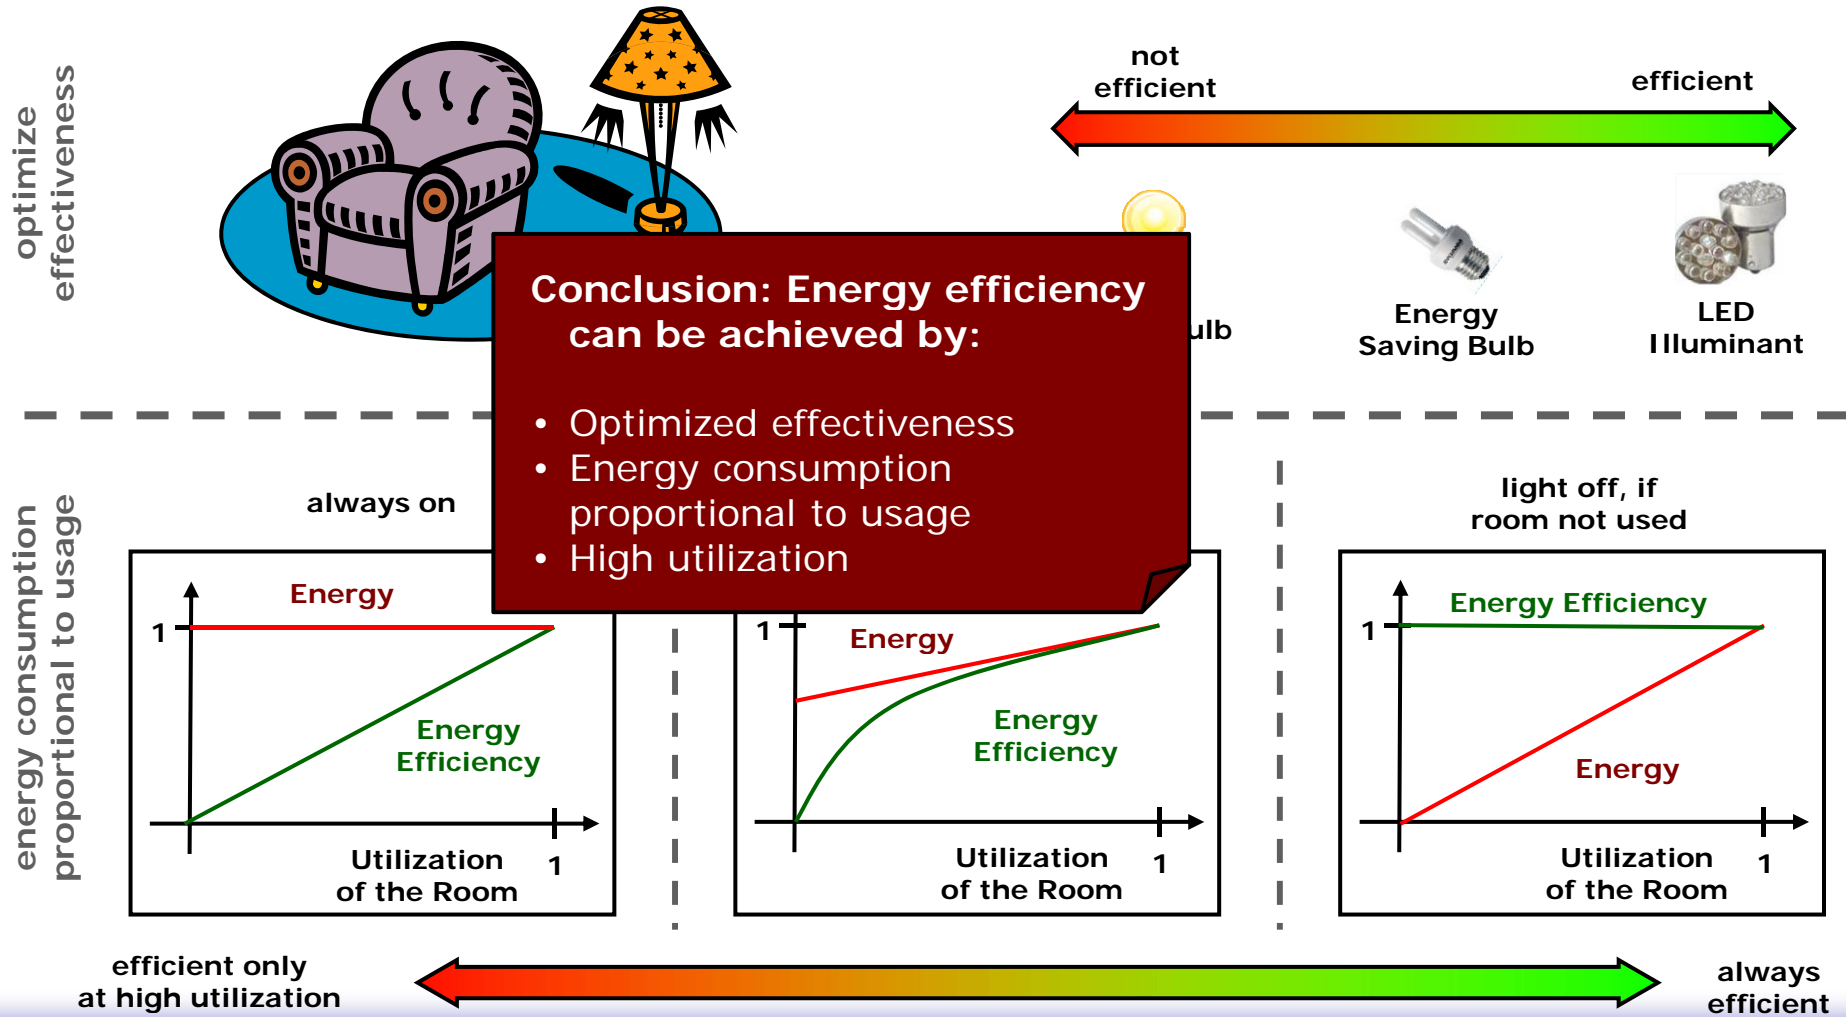 optimize
effectiveness
not
efficient
efficient
Energy
Saving Bulb
LED
Illuminant
Conclusion: Energy efficiency
can be achieved by:
• Optimized effectiveness
• Energy consumption
proportional to usage
• High utilization
energy consumption
proportional to usage
always on
Energy
1
Energy
Efficiency
Utilization
of the Room
1
1
Energy
Energy
Efficiency
Utilization
of the Room
1
light off, if
room not used
Energy Efficiency
1
Energy
Utilization
of the Room
1
efficient only
at high utilization
always
efficient